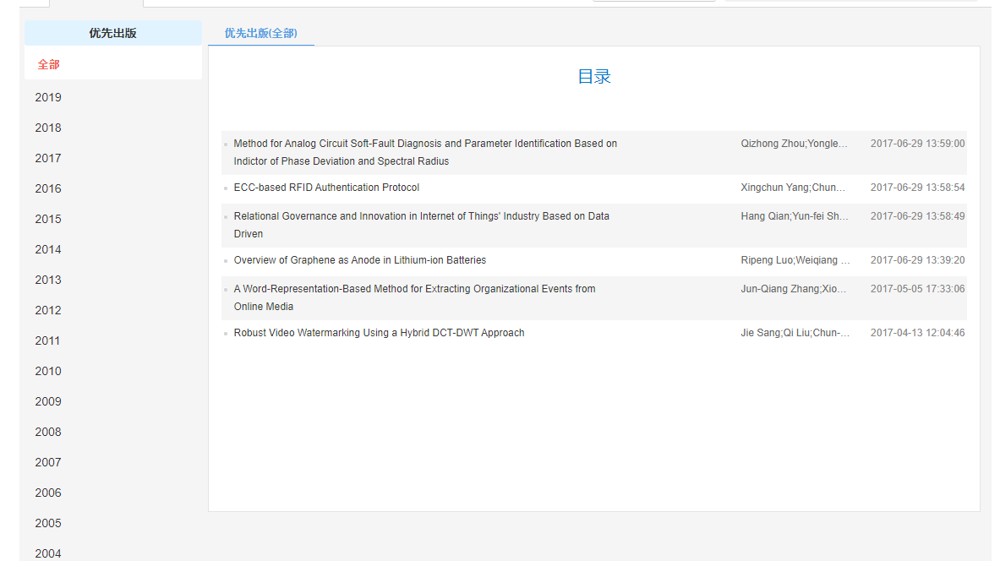 优先出版
全部
2019
2018
2017
2016
2015
2014
2013
2012
2011
2010
2009
2008
2007
2006
2005
2004
优先出版(全部)
目录
Method for Analog Circuit Soft-Fault Diagnosis and Parameter Identification Based on
Indictor of Phase Deviation and Spectral Radius
Qizhong Zhou;Yongle... 2017-06-29 13:59:00
ECC-based RFID Authentication Protocol Xingchun Yang;Chun... 2017-06-29 13:58:54
Relational Governance and Innovation in Internet of Things' Industry Based on Data
Driven
Hang Qian;Yun-fei Sh... 2017-06-29 13:58:49
Overview of Graphene as Anode in Lithium-ion Batteries Ripeng Luo;Weiqiang ... 2017-06-29 13:39:20
A Word-Representation-Based Method for Extracting Organizational Events from
Online Media
Jun-Qiang Zhang;Xio... 2017-05-05 17:33:06
Robust Video Watermarking Using a Hybrid DCT-DWT Approach Jie Sang;Qi Liu;Chun-... 2017-04-13 12:04:46